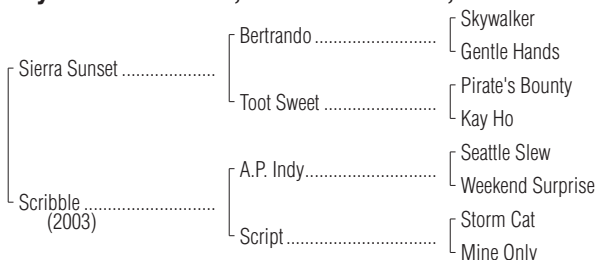 Skywalker
Bertrando
Gentle Hands
Sierra Sunset
Pirate's Bounty
Toot Sweet
Kay Ho
Seattle Slew
A.P. Indy
Weekend Surprise
Scribble
(2003)
Storm Cat
Script
Mine Only